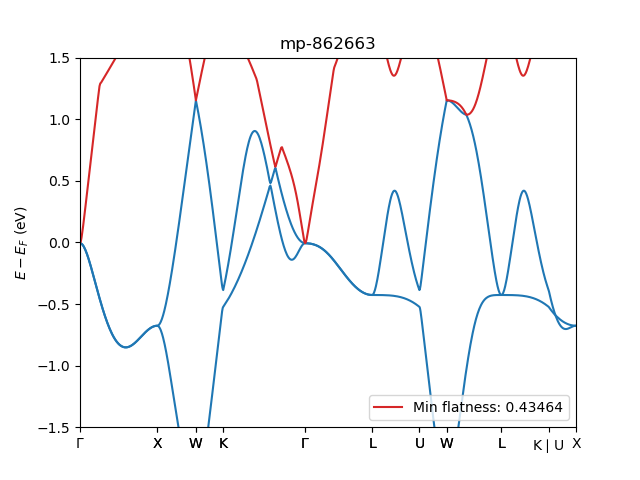 mp-862663
E − E_F (eV)
1.5
1.0
0.5
0.0
−0.5
−1.0
−1.5
Min flatness: 0.43464
Γ X W K Γ L U W L K | U X